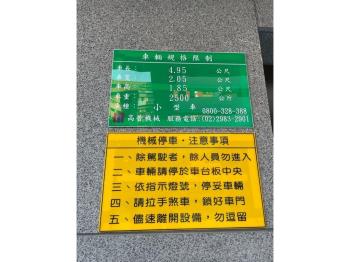 車輛規格限制
車長： 4.95 公尺
車寬： 2.05 公尺
車高： 1.85 公尺
車重： 2500 公斤
車種： 小型車 0800-328-388
高普機械 服務電話：(02)2983-2901
機械停車・注意事項
一、除駕駛者，餘人員勿進入
二、車輛請停於車台板中央
三、依指示燈號，停妥車輛
四、請拉手煞車，鎖好車門
五、儘速離開設備，勿逗留